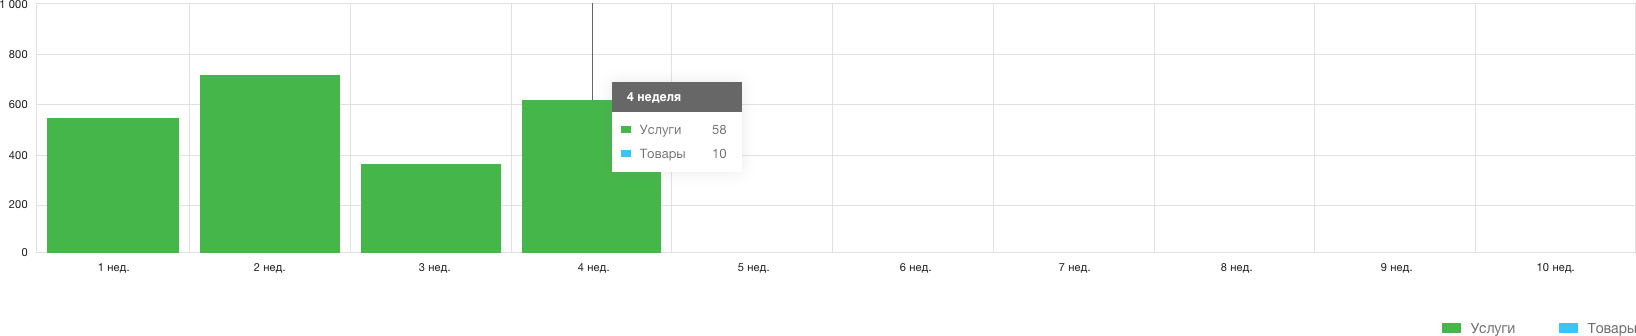 1 000
800
600
400
200
0
4 неделя
Услуги 58
Товары 10
1 нед. 2 нед. 3 нед. 4 нед. 5 нед. 6 нед. 7 нед. 8 нед. 9 нед. 10 нед.
Услуги Товары